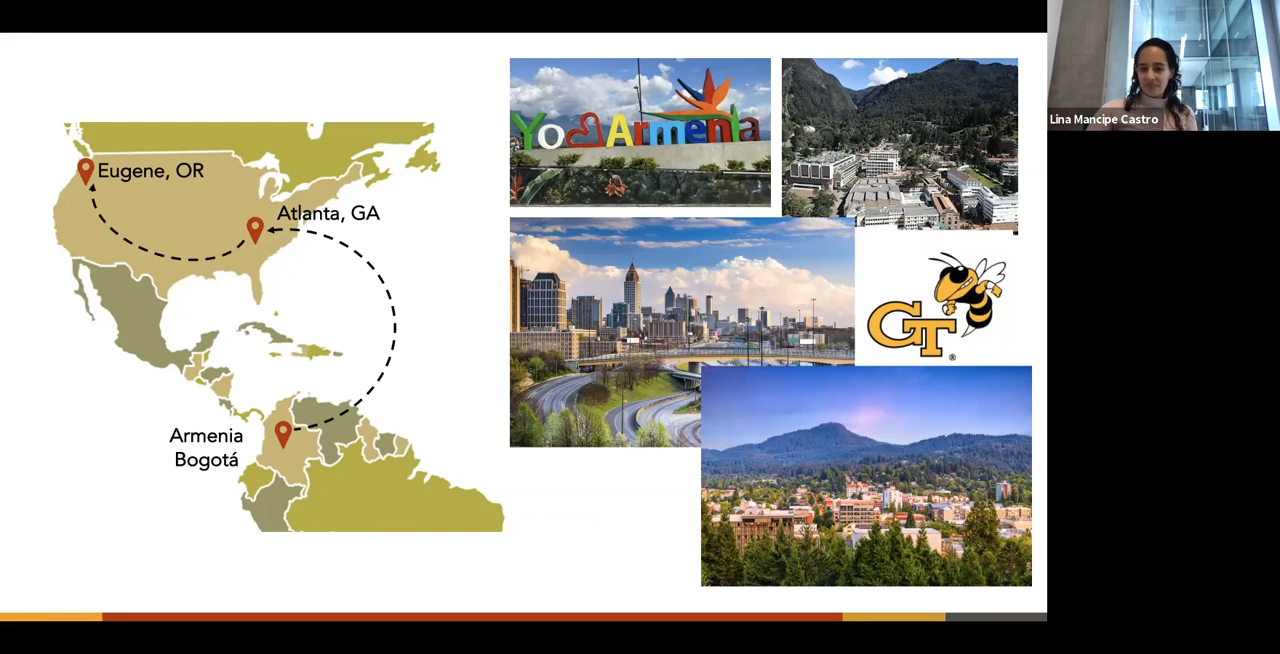 Eugene, OR
Atlanta, GA
Armenia
Bogotá
Yo Armenia
GT
®
Lina Mancipe Castro